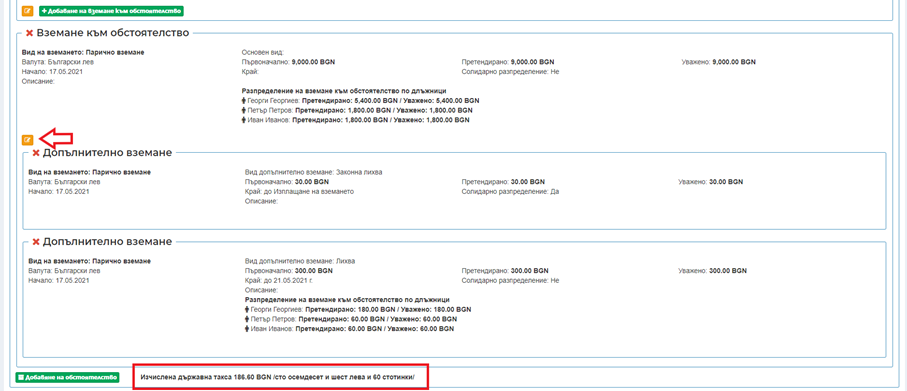 + Добавяне на вземане към обстоятелство
Вземане към обстоятелство
Вид на вземането: Парично вземане
Основен вид:
Валута: Български лев
Първоначално: 9,000.00 BGN
Претендирано: 9,000.00 BGN
Уважено: 9,000.00 BGN
Начало: 17.05.2021
Край:
Солидарно разпределение: Не
Описание:
Разпределение на вземане към обстоятелство по длъжници
Георги Георгиев: Претендирано: 5,400.00 BGN / Уважено: 5,400.00 BGN
Петър Петров: Претендирано: 1,800.00 BGN / Уважено: 1,800.00 BGN
Иван Иванов: Претендирано: 1,800.00 BGN / Уважено: 1,800.00 BGN
Допълнително вземане
Вид на вземането: Парично вземане
Вид допълнително вземане: Законна лихва
Валута: Български лев
Първоначално: 30.00 BGN
Претендирано: 30.00 BGN
Уважено: 30.00 BGN
Начало: 17.05.2021
Край: до Изплащане на вземането
Солидарно разпределение: Да
Описание:
Допълнително вземане
Вид на вземането: Парично вземане
Вид допълнително вземане: Лихва
Валута: Български лев
Първоначално: 300.00 BGN
Претендирано: 300.00 BGN
Уважено: 300.00 BGN
Начало: 17.05.2021
Край: до 21.05.2021 г.
Солидарно разпределение: Не
Описание:
Разпределение на вземане към обстоятелство по длъжници
Георги Георгиев: Претендирано: 180.00 BGN / Уважено: 180.00 BGN
Петър Петров: Претендирано: 60.00 BGN / Уважено: 60.00 BGN
Иван Иванов: Претендирано: 60.00 BGN / Уважено: 60.00 BGN
Добавяне на обстоятелство
Изчислена държавна такса 186.60 BGN /сто осемдесет и шест лева и 60 стотинки/